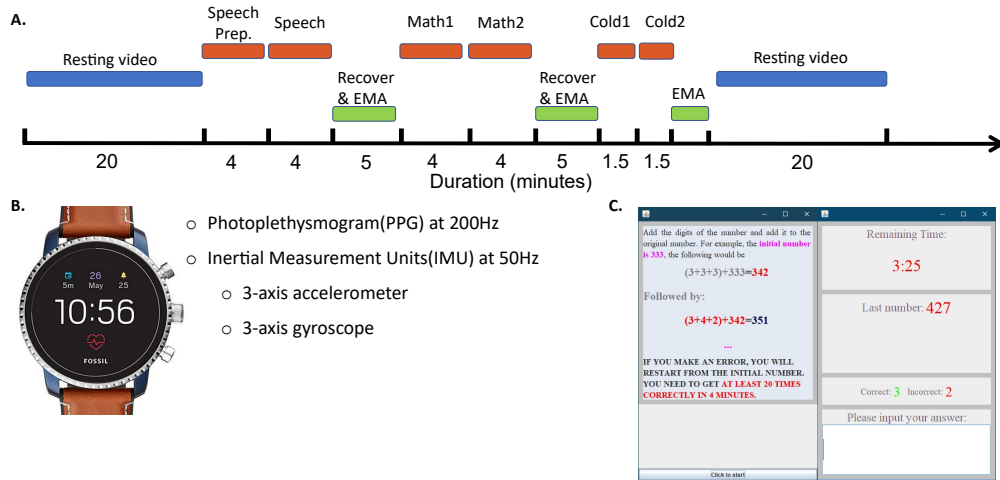 A.
Resting video
Speech
Prep.
Speech
Recover
& EMA
Math1
Math2
Recover
& EMA
Cold1
Cold2
EMA
Resting video
20
4
4
5
4
4
5
1.5
1.5
20
Duration (minutes)
B.
5m
26
May
25
10:56
FOSSIL
○ Photoplethysmogram(PPG) at 200Hz
○ Inertial Measurement Units(IMU) at 50Hz
○ 3-axis accelerometer
○ 3-axis gyroscope
C.
Add the digits of the number and add it to the
original number. For example, the initial number
is 333, the following would be
(3+3+3)+333=342
Followed by:
(3+4+2)+342=351
...
IF YOU MAKE AN ERROR, YOU WILL
RESTART FROM THE INITIAL NUMBER.
YOU NEED TO GET AT LEAST 20 TIMES
CORRECTLY IN 4 MINUTES.
Click to start
Remaining Time:
3:25
Last number: 427
Correct: 3 Incorrect: 2
Please input your answer: